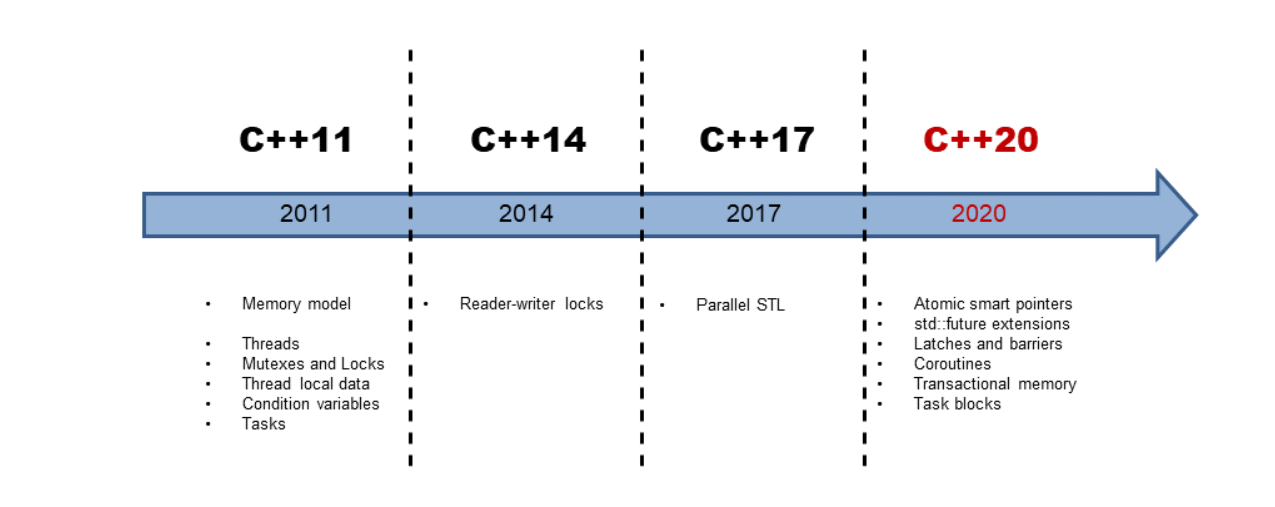 C++11
C++14
C++17
C++20
2011
2014
2017
2020
• Memory model
• Threads
• Mutexes and Locks
• Thread local data
• Condition variables
• Tasks
• Reader-writer locks
• Parallel STL
• Atomic smart pointers
• std::future extensions
• Latches and barriers
• Coroutines
• Transactional memory
• Task blocks